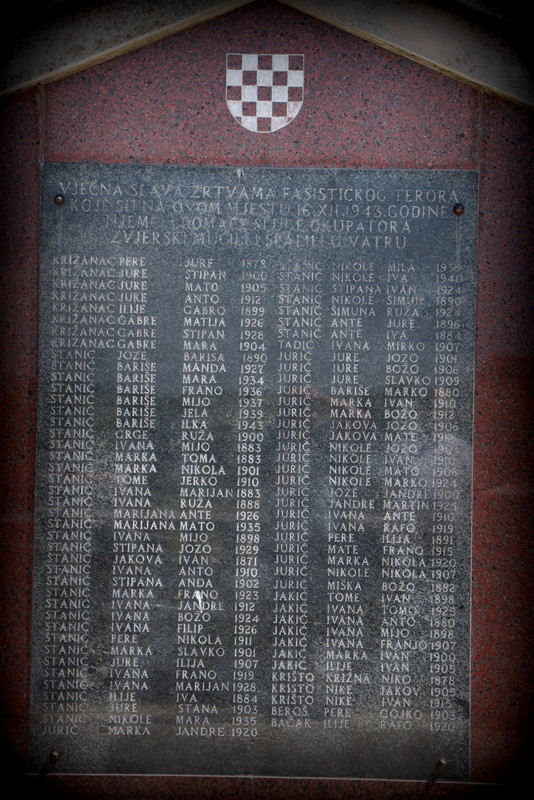 VJEČNA SLAVA ŽRTVAMA FAŠISTIČKOG TERORA
KOJE SU NA OVOM MJESTU 16.XII.1943.GODINE
DOMAĆE SLUGE OKUPATORA
ZVJERSKI MUČILI I SPALILI U VATRU
KRIŽANAC PERE JURE 1878
KRIŽANAC JURE STIPAN 1900
KRIŽANAC JURE MATO 1905
KRIŽANAC JURE ANTO 1912
KRIŽANAC ILIJE GABRO 1899
KRIŽANAC GABRE MATIJA 1926
KRIŽANAC GABRE STIPAN 1928
KRIŽANAC GABRE MARA 1904
STANIĆ JOZE BARIŠA 1890
STANIĆ BARIŠE MANDA 1927
STANIĆ BARIŠE MARA 1934
STANIĆ BARIŠE FRANO 1936
STANIĆ BARIŠE MIJO 1937
STANIĆ BARIŠE JELA 1939
STANIĆ BARIŠE ILKA 1943
STANIĆ GRGE RUŽA 1900
STANIĆ IVANA MIJO 1883
STANIĆ MARKA TOMA 1883
STANIĆ MARKA NIKOLA 1901
STANIĆ TOME JERKO 1910
STANIĆ IVANA MARIJAN 1883
STANIĆ IVANA RUŽA 1888
STANIĆ MARIJANA ANTE 1926
STANIĆ MARIJANA MATO 1935
STANIĆ IVANA MIJO 1898
STANIĆ STIPANA JOZO 1929
STANIĆ JAKOVA IVAN 1871
STANIĆ IVANA ANTO 1910
STANIĆ STIPANA ANDA 1902
STANIĆ MARKA FRANO 1923
STANIĆ IVANA JANDRE 1912
STANIĆ IVANA BOŽO 1924
STANIĆ IVANA FILIP 1926
STANIĆ PERE NIKOLA 1911
STANIĆ MARKA SLAVKO 1901
STANIĆ JURE ILIJA 1907
STANIĆ IVANA FRANO 1919
STANIĆ IVANA MARIJAN 1928
STANIĆ ILIJE IVA 1884
STANIĆ JURE STANA 1903
STANIĆ NIKOLE MARA 1935
JURIĆ MARKA JANDRE 1920
STANIĆ NIKOLE MILA 1938
STANIĆ NIKOLE IVA 1940
STANIĆ STIPANA IVAN 1924
STANIĆ NIKOLE ŠIMUN 1890
STANIĆ ŠIMUNA RUŽA 1924
STANIĆ ANTE JURE 1896
STANIĆ ANTE IVA 1884
TADIĆ IVANA MIRKO 1907
JURIĆ JURE JOZO 1901
JURIĆ JURE BOŽO 1906
JURIĆ JURE SLAVKO 1909
JURIĆ BARIŠE MARKO 1880
JURIĆ MARKA IVAN 1910
JURIĆ MARKA BOŽO 1912
JURIĆ JAKOVA JOZO 1906
JURIĆ JAKOVA MATE
JURIĆ NIKOLE JOZO
JURIĆ NIKOLE IVAN
JURIĆ NIKOLE MATO 1908
JURIĆ NIKOLE MARKO 1924
JURIĆ JOZE JANDRE 1900
JURIĆ JANDRE MARTIN 1924
JURIĆ IVANA ANTE 1910
JURIĆ IVANA RAFO 1919
JURIĆ PERE ILIJA 1891
JURIĆ MATE FRANO 1915
JURIĆ MARKA NIKOLA 1920
JURIĆ NIKOLE NIKOLA 1907
JURIĆ MIŠKA BOŽO 1892
JAKIĆ TOME IVAN 1898
JAKIĆ IVANA TOMO 1923
JAKIĆ IVANA ANTO 1880
JAKIĆ IVANA MIJO 1898
JAKIĆ IVANA FRANJO 1907
JAKIĆ MARKA IVAN 1900
JAKIĆ ILIJE IVAN 1909
KRIŠTO KRIŽNA NIKO 1878
KRIŠTO NIKE JAKOV 1905
KRIŠTO NIKE IVAN 1913
BEROŠ PERE GOJKO 1903
BAČAK ILIJE RAFO 1920